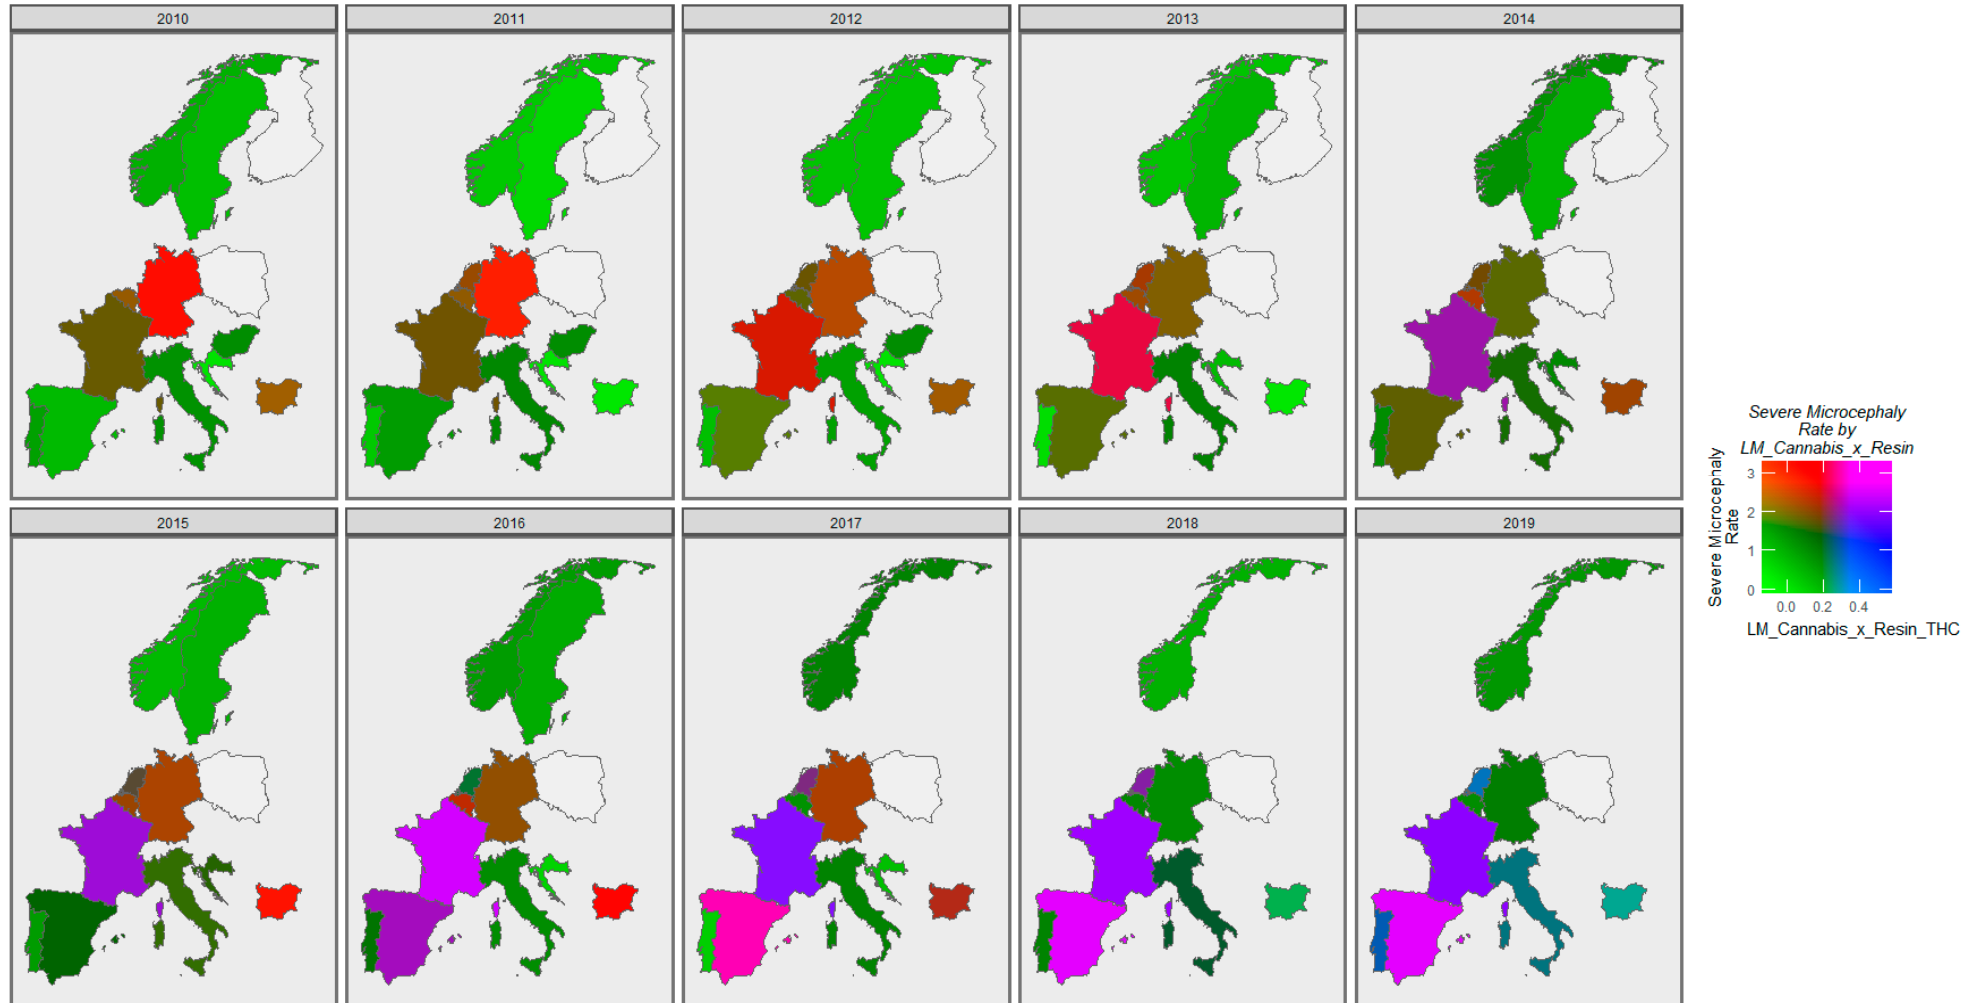 2010
2011
2012
2013
2014
2015
2016
2017
2018
2019
Severe Microcephaly
Rate by
LM_Cannabis_x_Resin
Severe Microcephaly
Rate
3
2
1
0
0.0 0.2 0.4
LM_Cannabis_x_Resin_THC